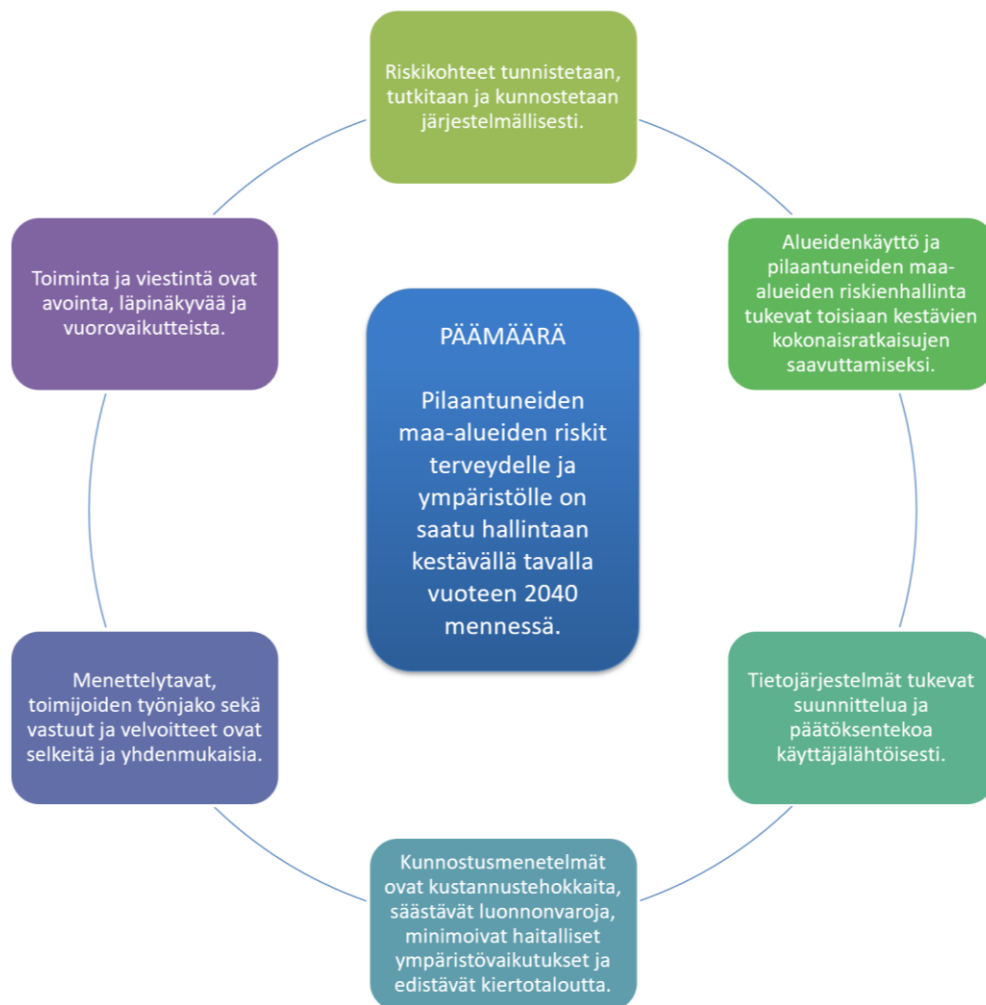 Riskikohteet tunnistetaan,
tutkitaan ja kunnostetaan
järjestelmällisesti.
Alueidenkäyttö ja
pilaantuneiden maa-
alueiden riskienhallinta
tukevat toisiaan kestävien
kokonaisratkaisujen
saavuttamiseksi.
Tietojärjestelmät tukevat
suunnittelua ja
päätöksentekoa
käyttäjälähtöisesti.
Kunnostusmenetelmät
ovat kustannustehokkaita,
säästävät luonnonvaroja,
minimoivat haitalliset
ympäristövaikutukset ja
edistävät kiertotaloutta.
Menettelytavat,
toimijoiden työnjako sekä
vastuut ja velvoitteet ovat
selkeitä ja yhdenmukaisia.
Toiminta ja viestintä ovat
avointa, läpinäkyvää ja
vuorovaikutteista.
PÄÄMÄÄRÄ
Pilaantuneiden
maa-alueiden riskit
terveydelle ja
ympäristölle on
saatu hallintaan
kestävällä tavalla
vuoteen 2040
mennessä.